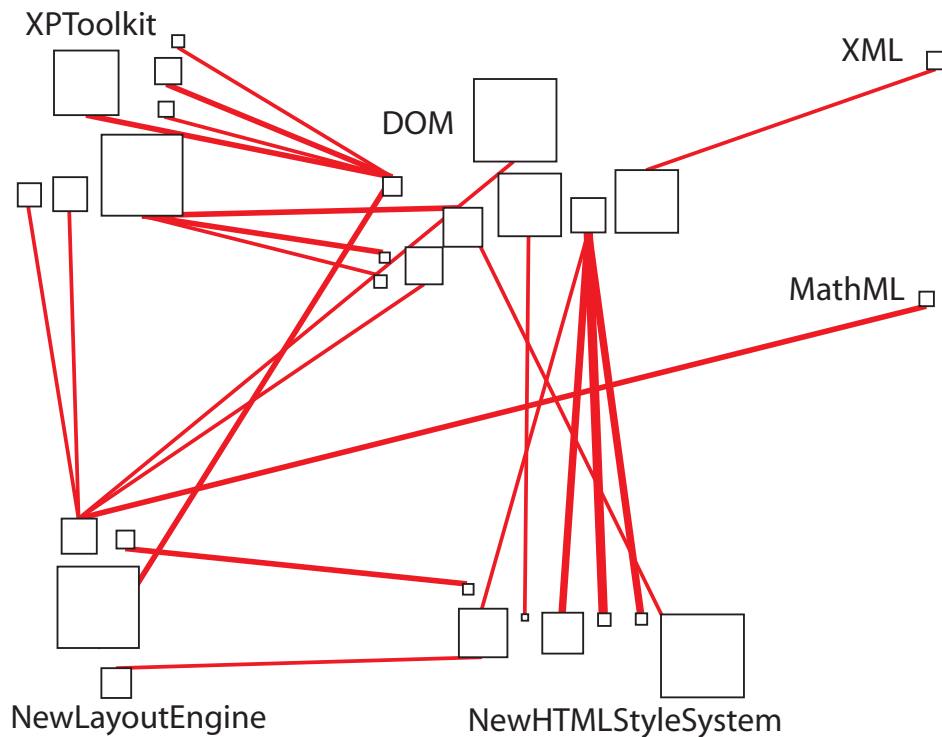 XPToolkit
XML
DOM
MathML
NewLayoutEngine
NewHTMLStyleSystem